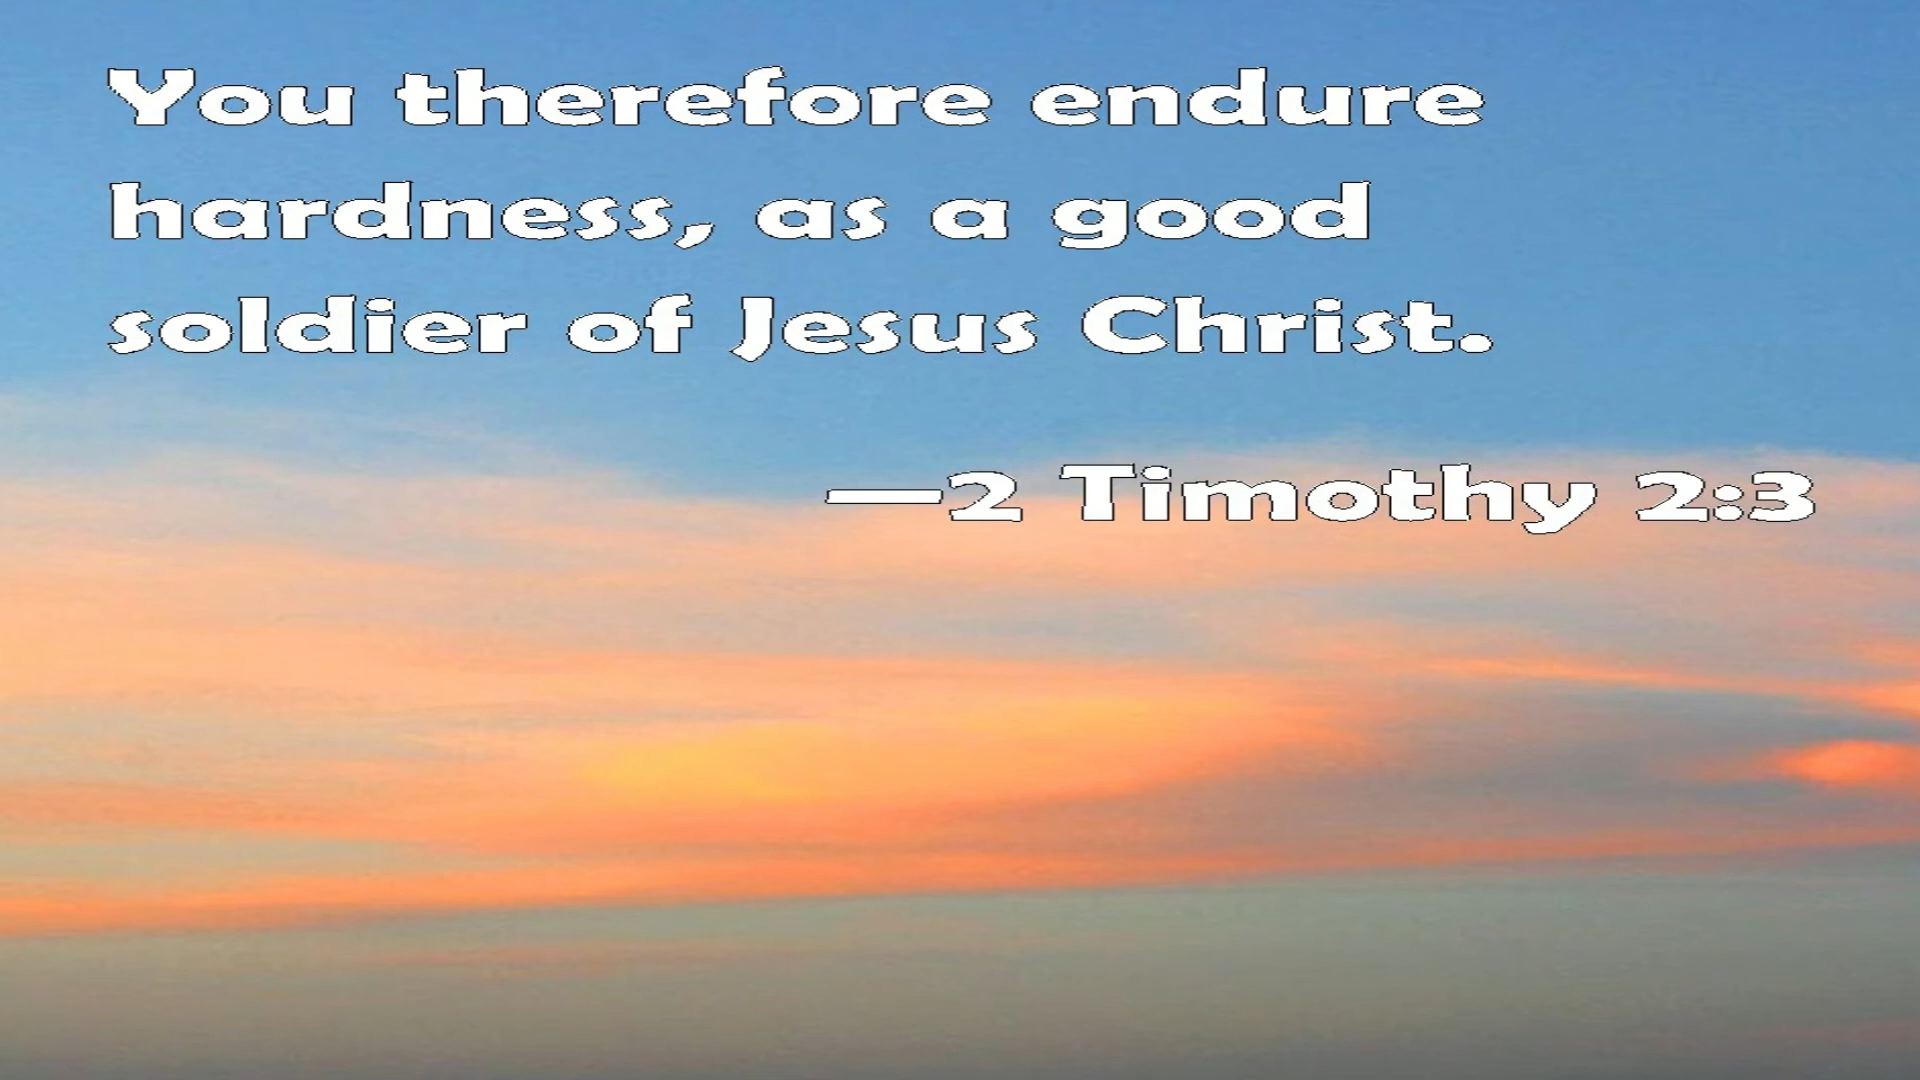 You therefore endure
hardness, as a good
soldier of Jesus Christ.
—2 Timothy 2:3